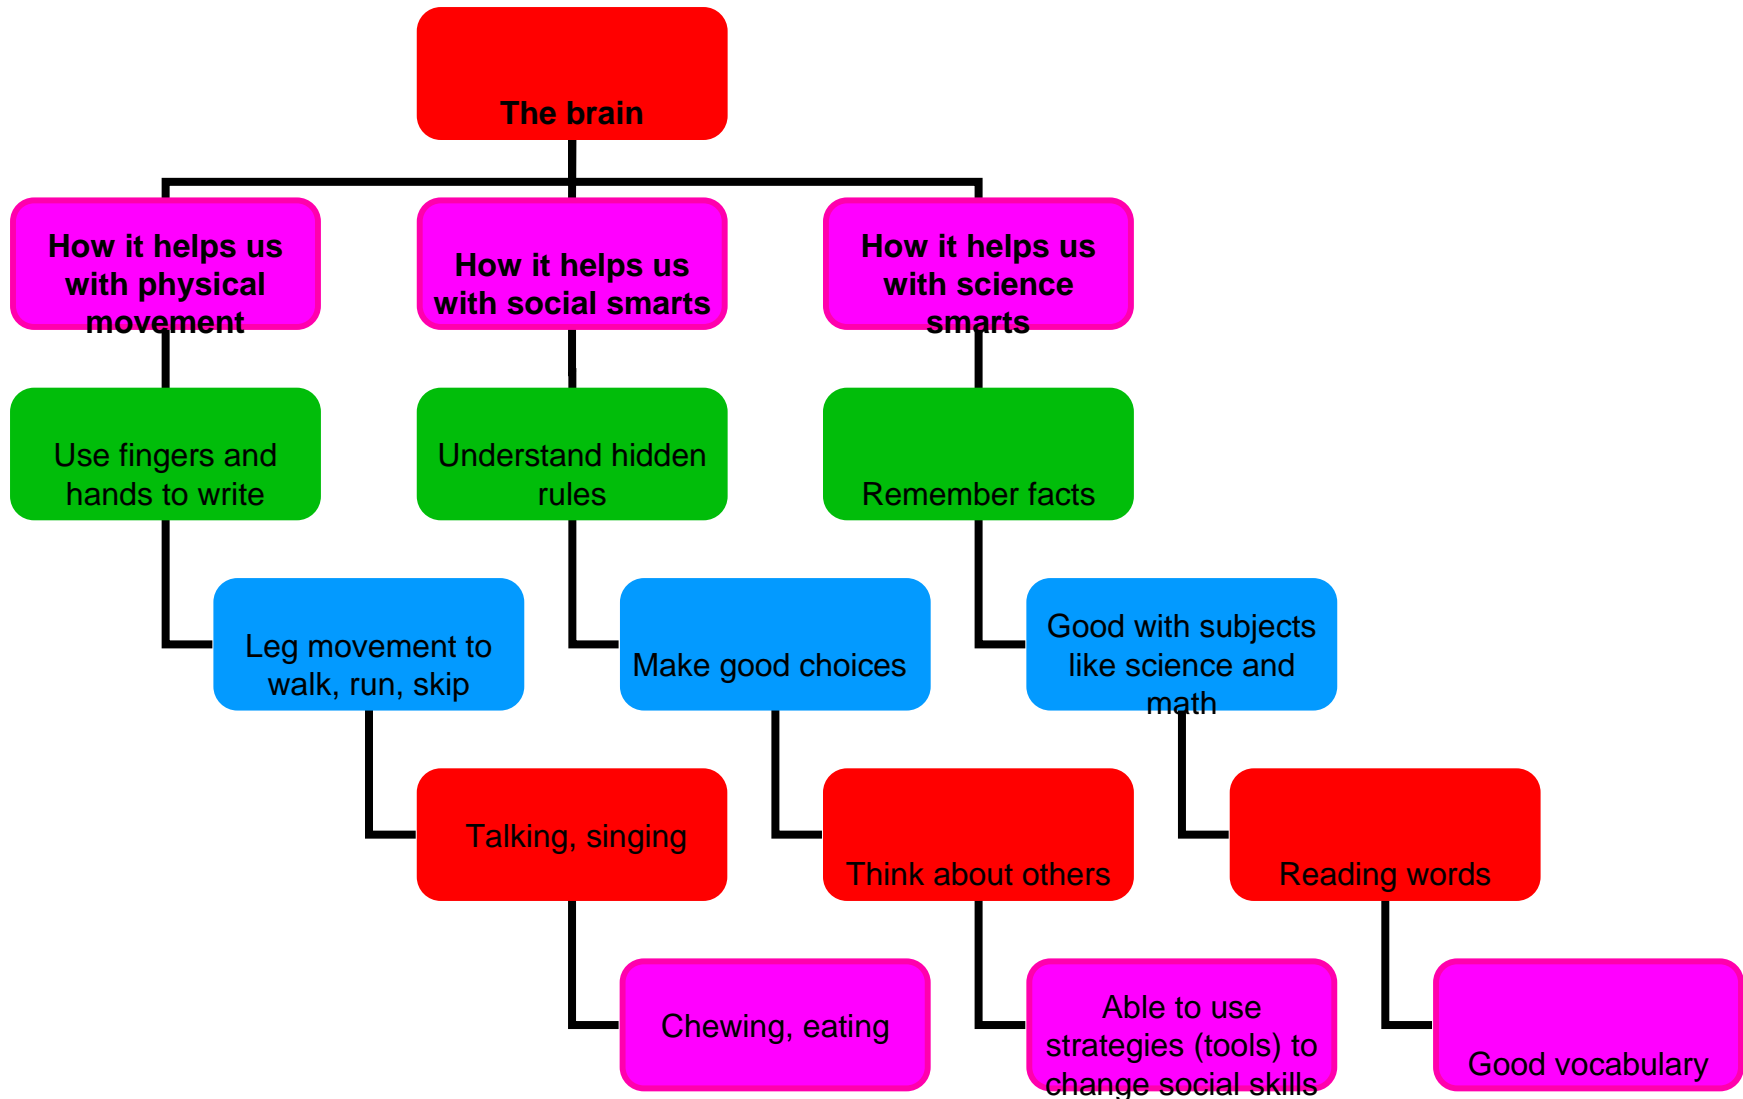 The brain
How it helps us
with physical
movement
How it helps us
with social smarts
How it helps us
with science
smarts
Use fingers and
hands to write
Understand hidden
rules
Remember facts
Leg movement to
walk, run, skip
Make good choices
Good with subjects
like science and
math
Talking, singing
Think about others
Reading words
Chewing, eating
Able to use
strategies (tools) to
change social skills
Good vocabulary